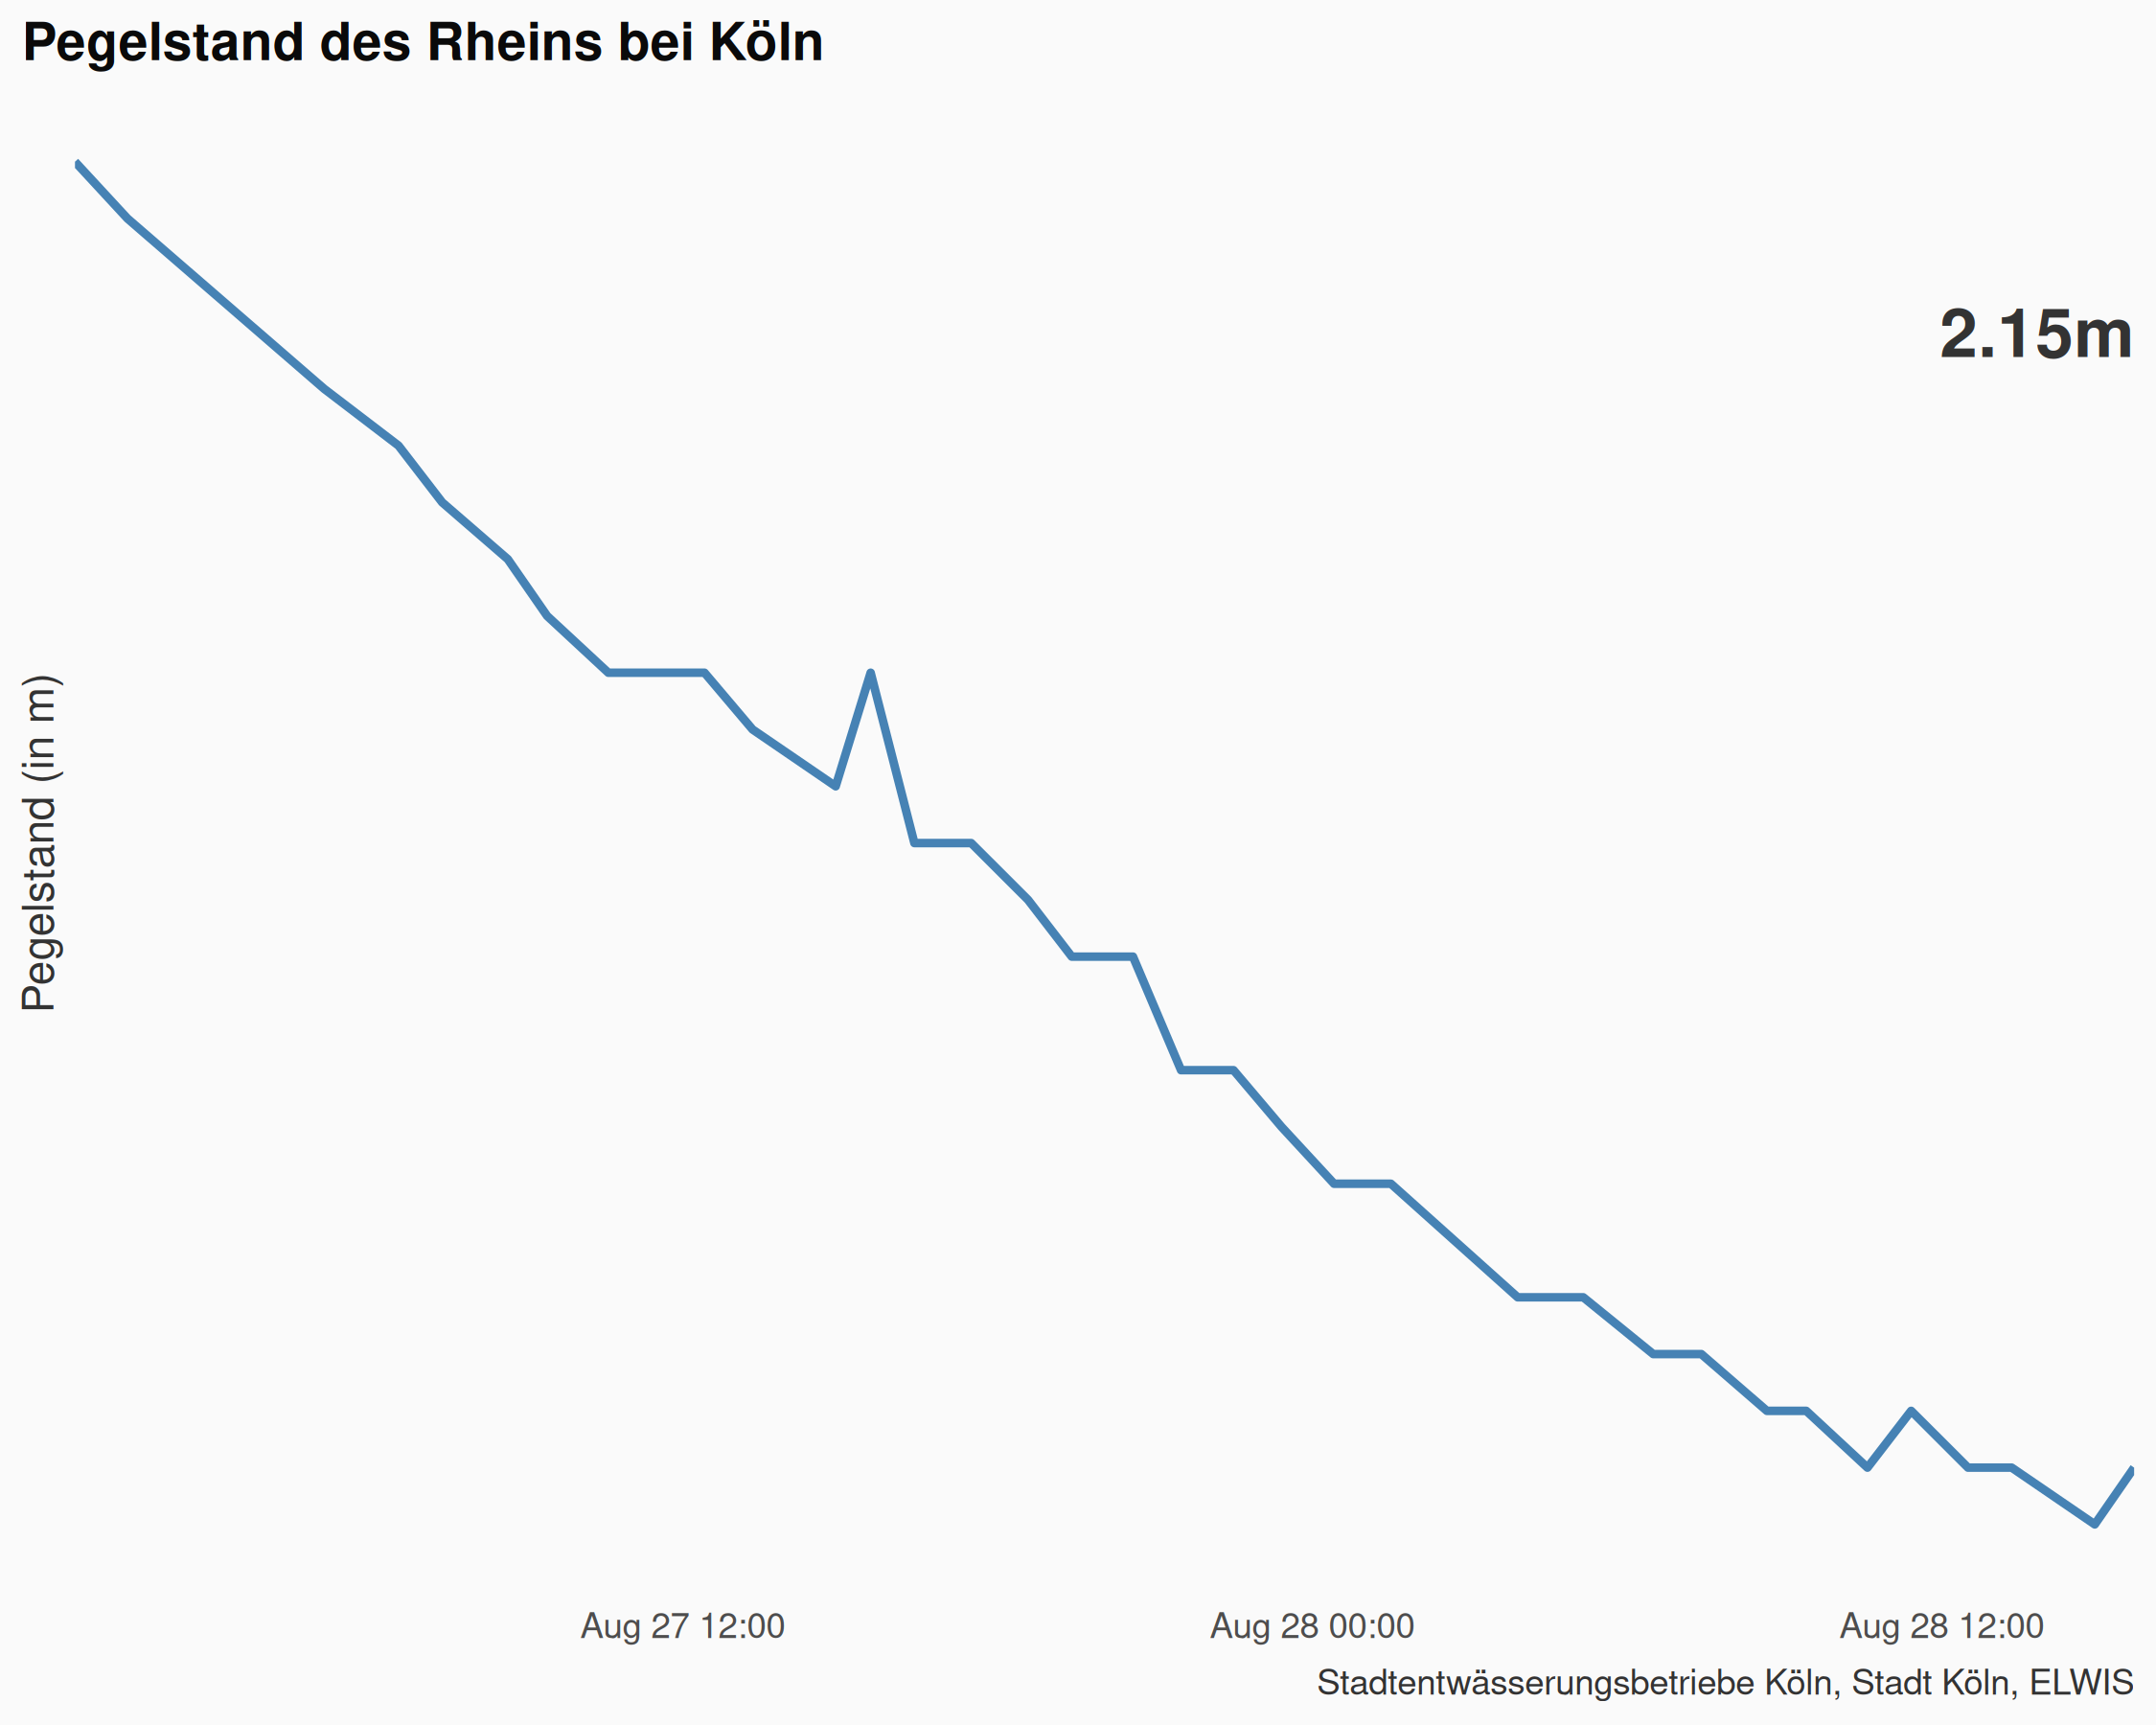 Pegelstand des Rheins bei Köln
2.15m
Pegelstand (in m)
Aug 27 12:00
Aug 28 00:00
Aug 28 12:00
Stadtentwässerungsbetriebe Köln, Stadt Köln, ELWIS